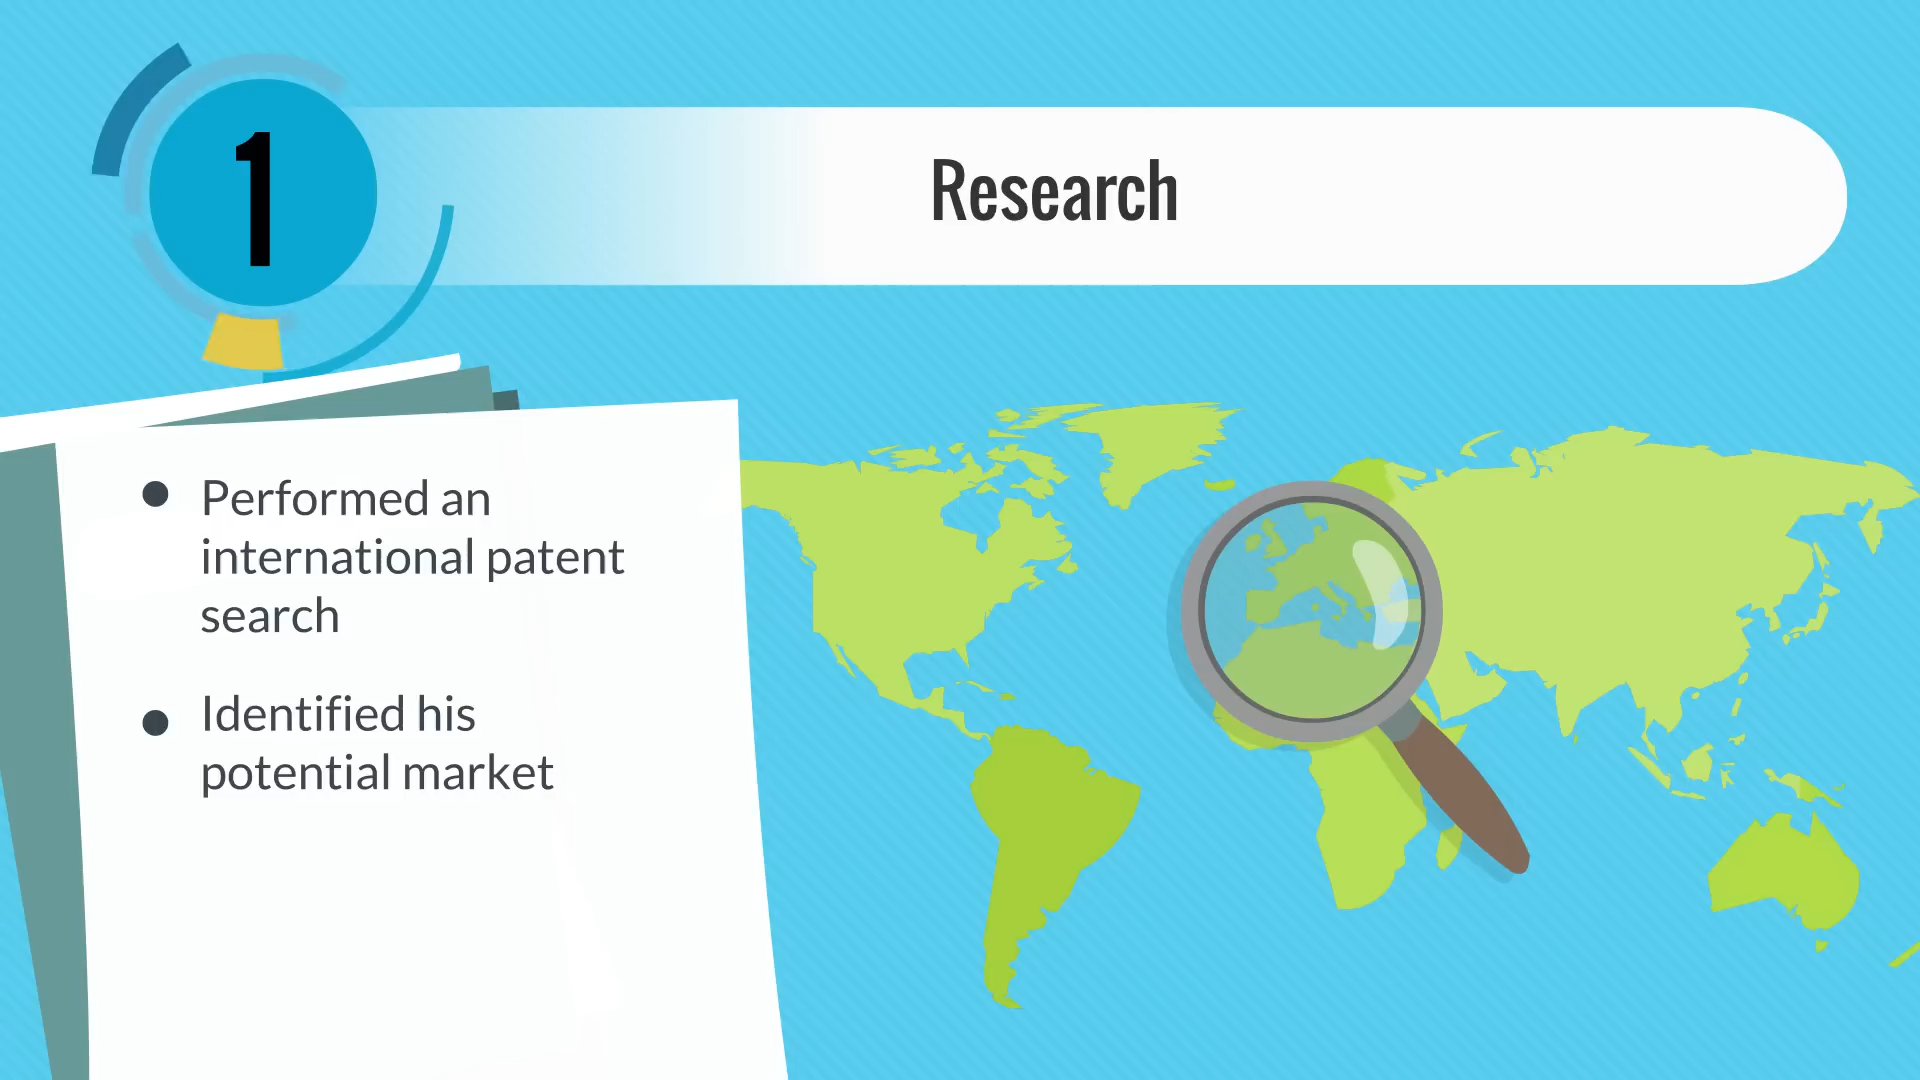 1
Research
Performed an
international patent
search
Identified his
potential market